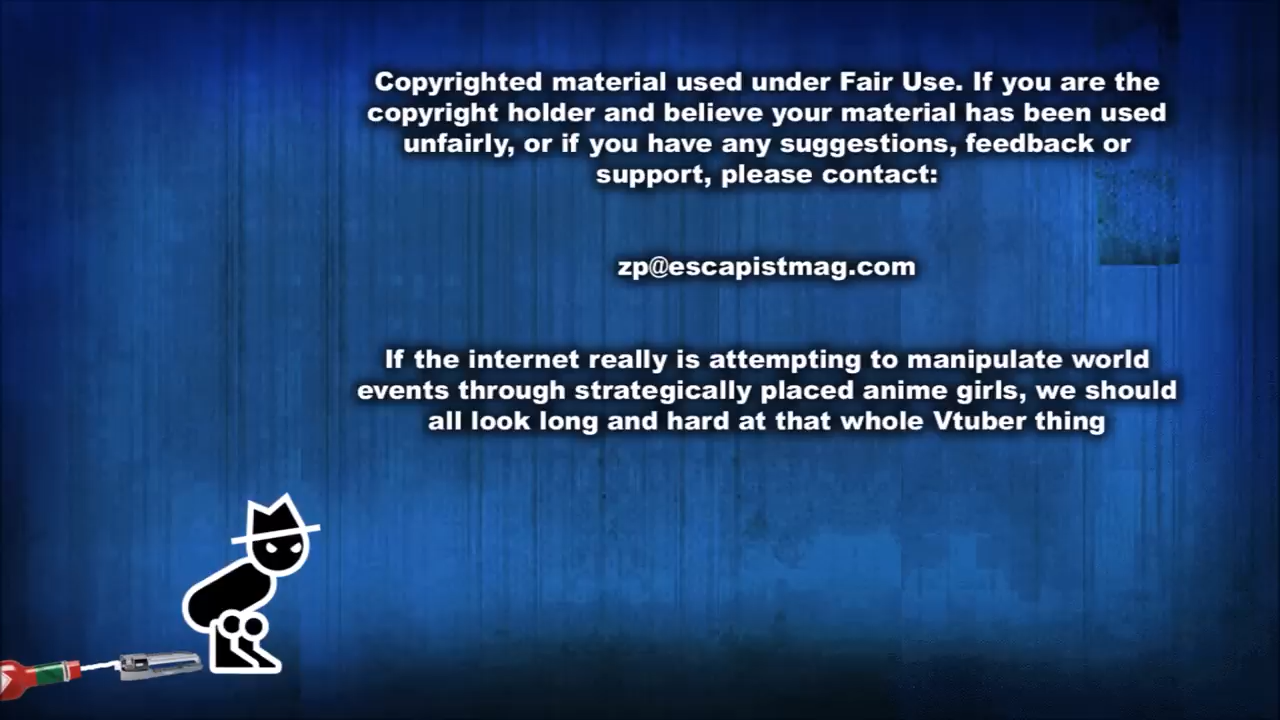 Copyrighted material used under Fair Use. If you are the
copyright holder and believe your material has been used
unfairly, or if you have any suggestions, feedback or
support, please contact:
zp@escapistmag.com
If the internet really is attempting to manipulate world
events through strategically placed anime girls, we should
all look long and hard at that whole Vtuber thing